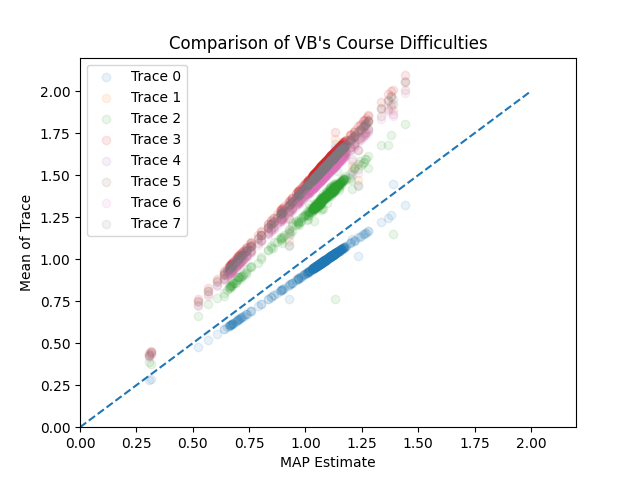 Comparison of VB's Course Difficulties
Mean of Trace
2.00
1.75
1.50
1.25
1.00
0.75
0.50
0.25
0.00
Trace 0
Trace 1
Trace 2
Trace 3
Trace 4
Trace 5
Trace 6
Trace 7
0.00 0.25 0.50 0.75 1.00 1.25 1.50 1.75 2.00
MAP Estimate